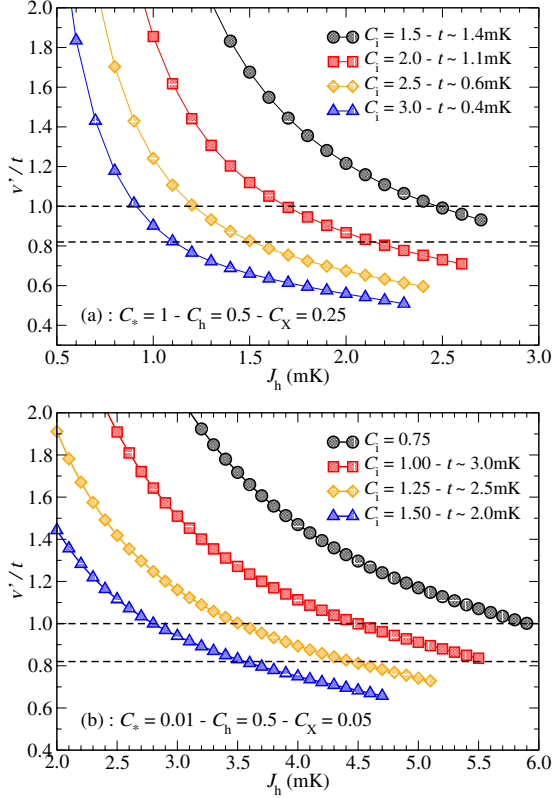 2.0
1.8
1.6
1.4
1.2
1.0
0.8
0.6
0.4
v'/t
C_i = 1.5 - t ~ 1.4mK
C_i = 2.0 - t ~ 1.1mK
C_i = 2.5 - t ~ 0.6mK
C_i = 3.0 - t ~ 0.4mK
(a) : C_* = 1 - C_h = 0.5 - C_X = 0.25
0.5 1.0 1.5 2.0 2.5 3.0
J_h (mK)
2.0
1.8
1.6
1.4
1.2
1.0
0.8
0.6
0.4
v'/t
C_i = 0.75
C_i = 1.00 - t ~ 3.0mK
C_i = 1.25 - t ~ 2.5mK
C_i = 1.50 - t ~ 2.0mK
(b) : C_* = 0.01 - C_h = 0.5 - C_X = 0.05
2.0 2.5 3.0 3.5 4.0 4.5 5.0 5.5 6.0
J_h (mK)